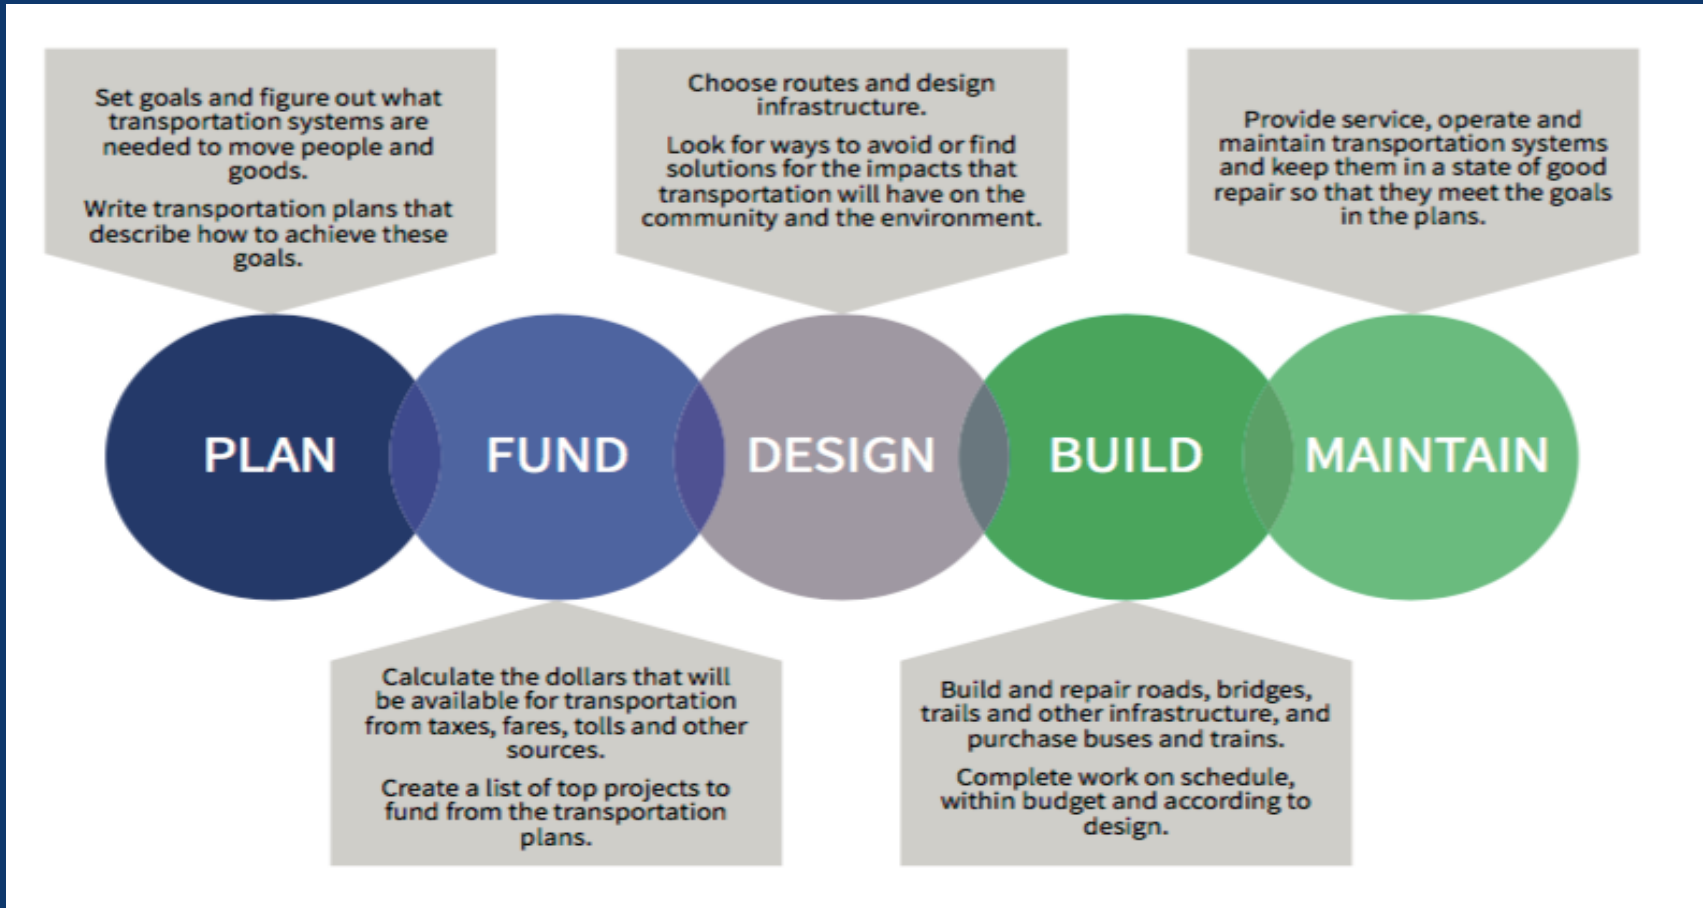 Set goals and figure out what
transportation systems are
needed to move people and
goods.
Write transportation plans that
describe how to achieve these
goals.
Choose routes and design
infrastructure.
Look for ways to avoid or find
solutions for the impacts that
transportation will have on the
community and the environment.
Provide service, operate and
maintain transportation systems
and keep them in a state of good
repair so that they meet the goals
in the plans.
PLAN
FUND
DESIGN
BUILD
MAINTAIN
Calculate the dollars that will
be available for transportation
from taxes, fares, tolls and other
sources.
Create a list of top projects to
fund from the transportation
plans.
Build and repair roads, bridges,
trails and other infrastructure, and
purchase buses and trains.
Complete work on schedule,
within budget and according to
design.